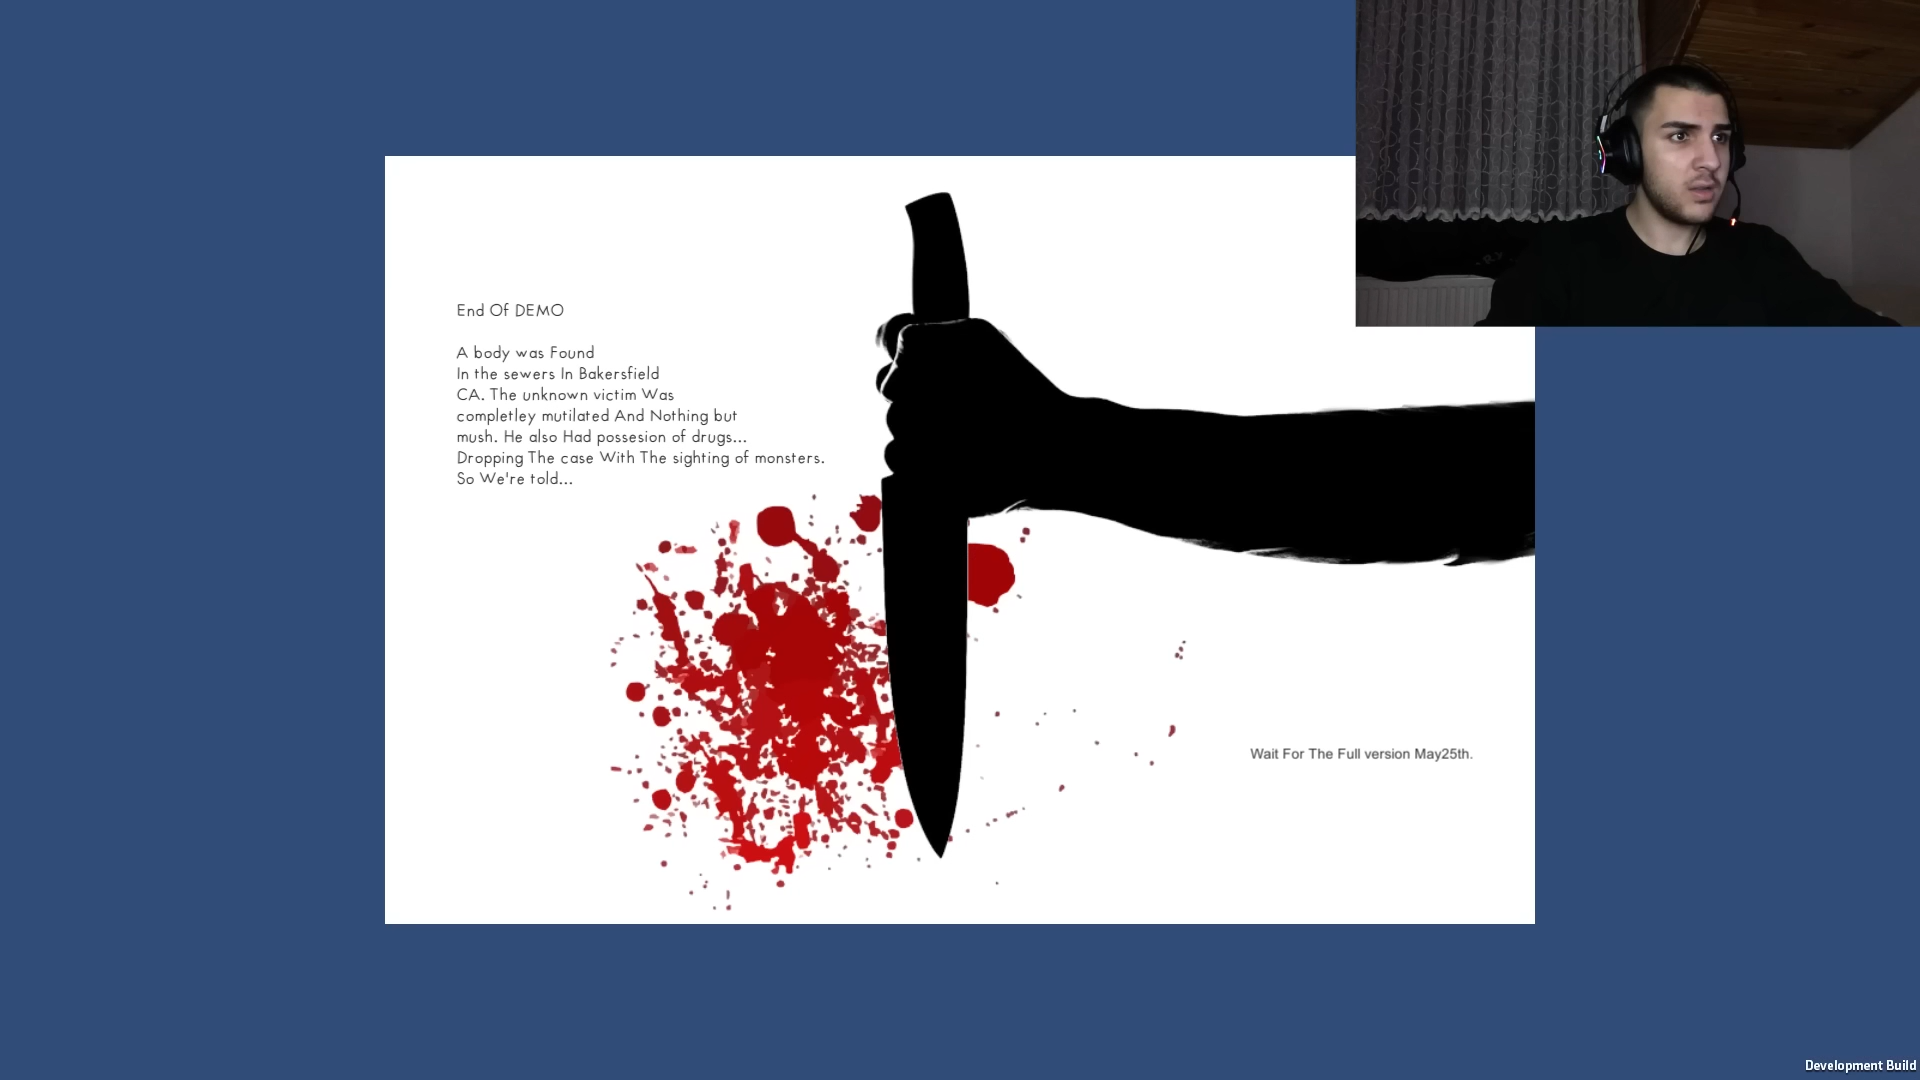 End Of DEMO
A body was Found
In the sewers In Bakersfield
CA. The unknown victim Was
completley mutilated And Nothing but
mush. He also Had possesion of drugs...
Dropping The case With The sighting of monsters.
So We're told...
Wait For The Full version May25th.
Development Build